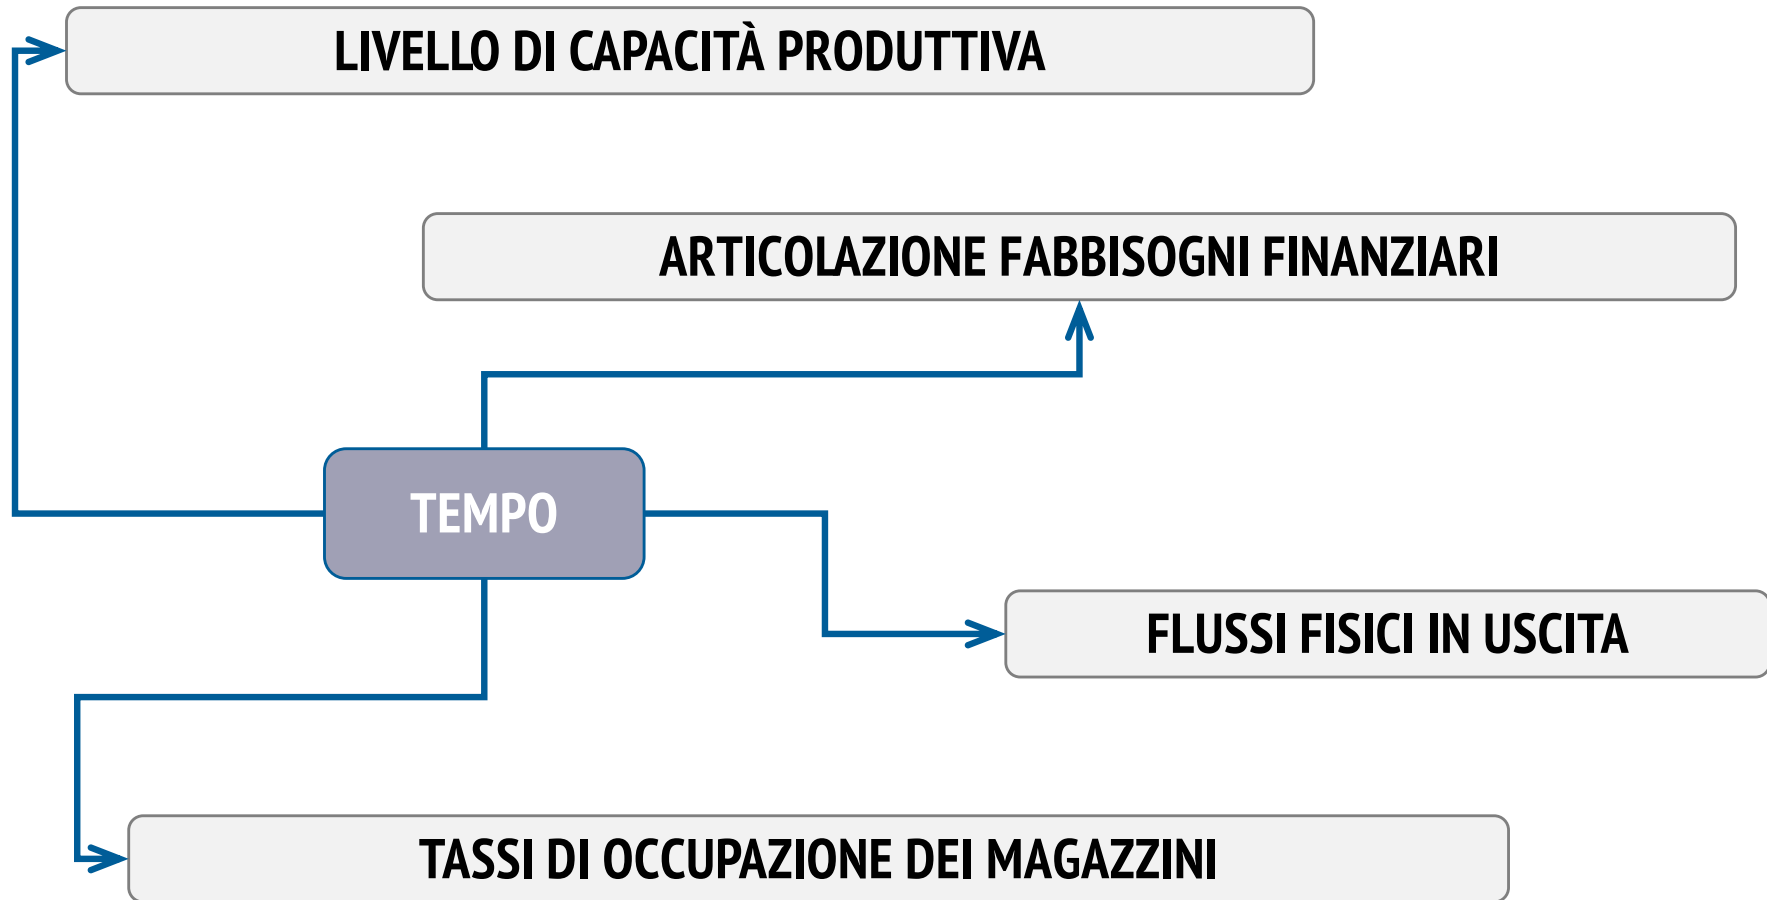 LIVELLO DI CAPACITÀ PRODUTTIVA
ARTICOLAZIONE FABBISOGNI FINANZIARI
TEMPO
FLUSSI FISICI IN USCITA
TASSI DI OCCUPAZIONE DEI MAGAZZINI